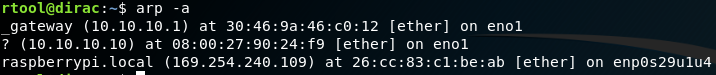 rtool@dirac:~$ arp -a
_gateway (10.10.10.1) at 30:46:9a:46:c0:12 [ether] on eno1
? (10.10.10.10) at 08:00:27:90:24:f9 [ether] on eno1
raspberrypi.local (169.254.240.109) at 26:cc:83:c1:be:ab [ether] on enp0s29u1u4